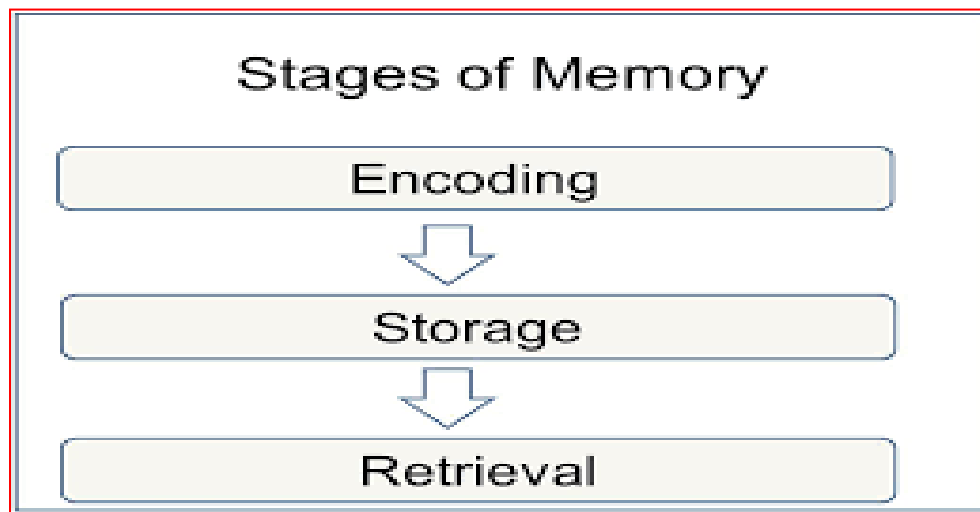 Stages of Memory
Encoding
Storage
Retrieval